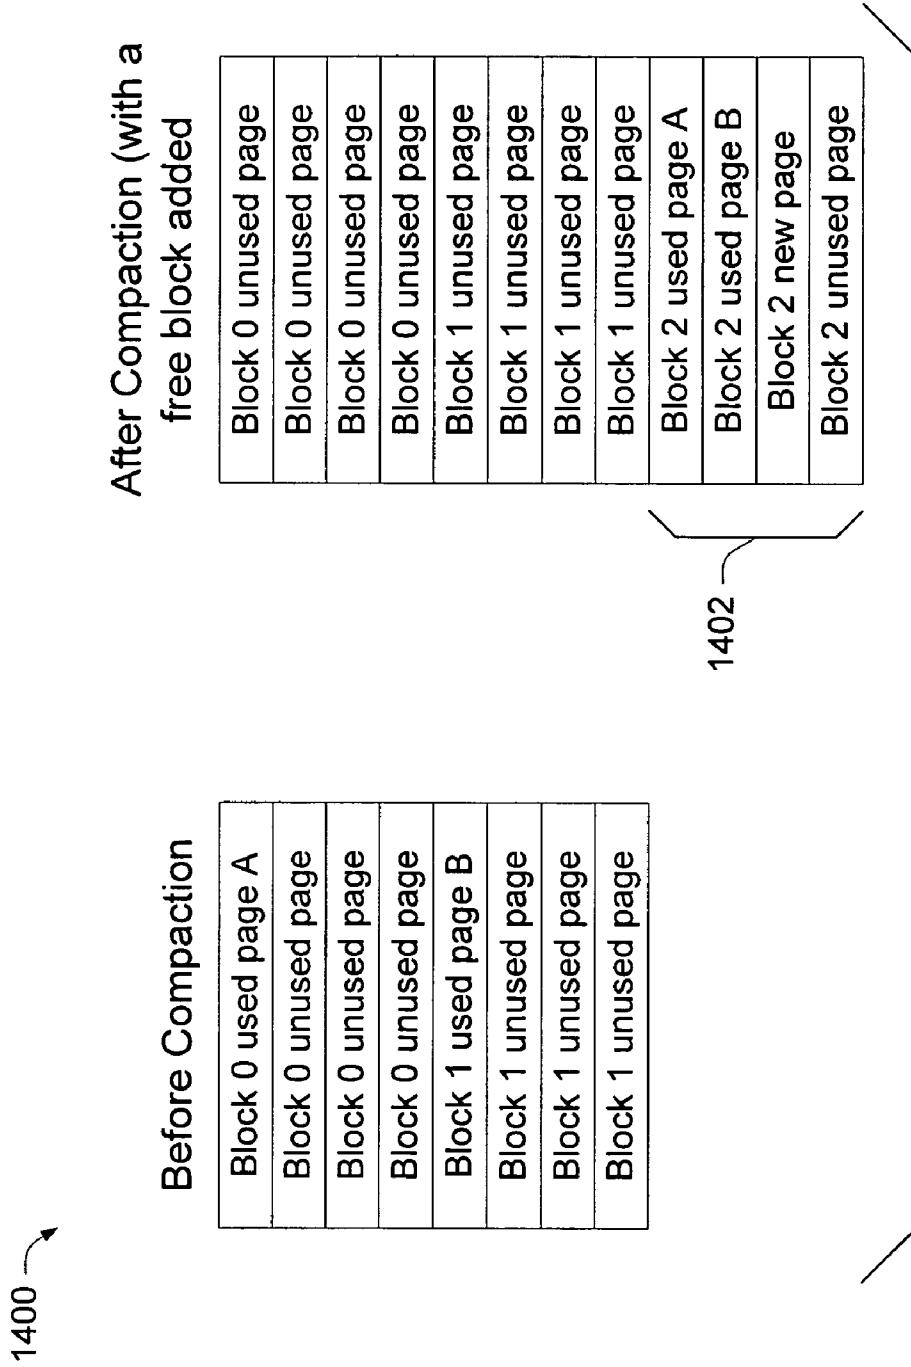 1400
Before Compaction
Block 0 used page A
Block 0 unused page
Block 0 unused page
Block 0 unused page
Block 1 used page B
Block 1 unused page
Block 1 unused page
Block 1 unused page
After Compaction (with a
free block added
Block 0 unused page
Block 0 unused page
Block 0 unused page
Block 0 unused page
Block 1 unused page
Block 1 unused page
Block 1 unused page
Block 1 unused page
Block 2 used page A
Block 2 used page B
Block 2 new page
Block 2 unused page
1402